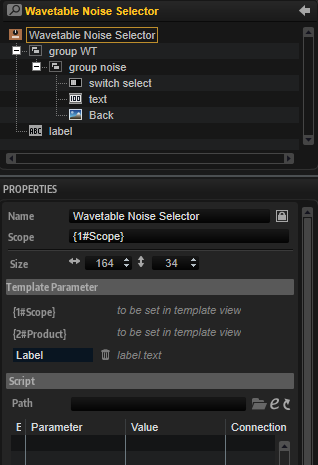 Wavetable Noise Selector
Wavetable Noise Selector
group WT
group noise
switch select
text
Back
ABC label
PROPERTIES
Name Wavetable Noise Selector
Scope {1#Scope}
Size 164 34
Template Parameter
{1#Scope} to be set in template view
{2#Product} to be set in template view
Label label.text
Script
Path
E Parameter Value Connection